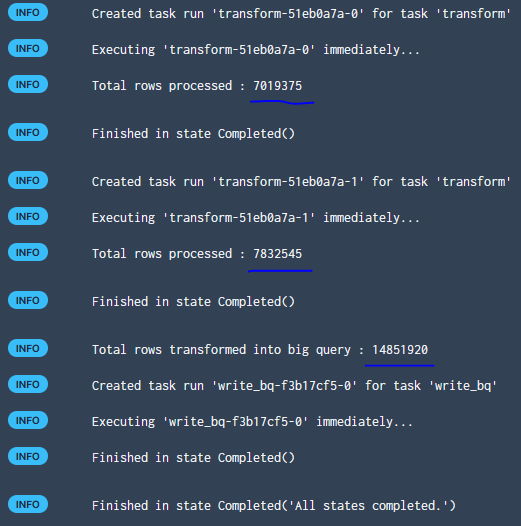 INFO Created task run 'transform-51eb0a7a-0' for task 'transform'
INFO Executing 'transform-51eb0a7a-0' immediately...
INFO Total rows processed : 7019375
INFO Finished in state Completed()
INFO Created task run 'transform-51eb0a7a-1' for task 'transform'
INFO Executing 'transform-51eb0a7a-1' immediately...
INFO Total rows processed : 7832545
INFO Finished in state Completed()
INFO Total rows transformed into big query : 14851920
INFO Created task run 'write_bq-f3b17cf5-0' for task 'write_bq'
INFO Executing 'write_bq-f3b17cf5-0' immediately...
INFO Finished in state Completed()
INFO Finished in state Completed('All states completed.')